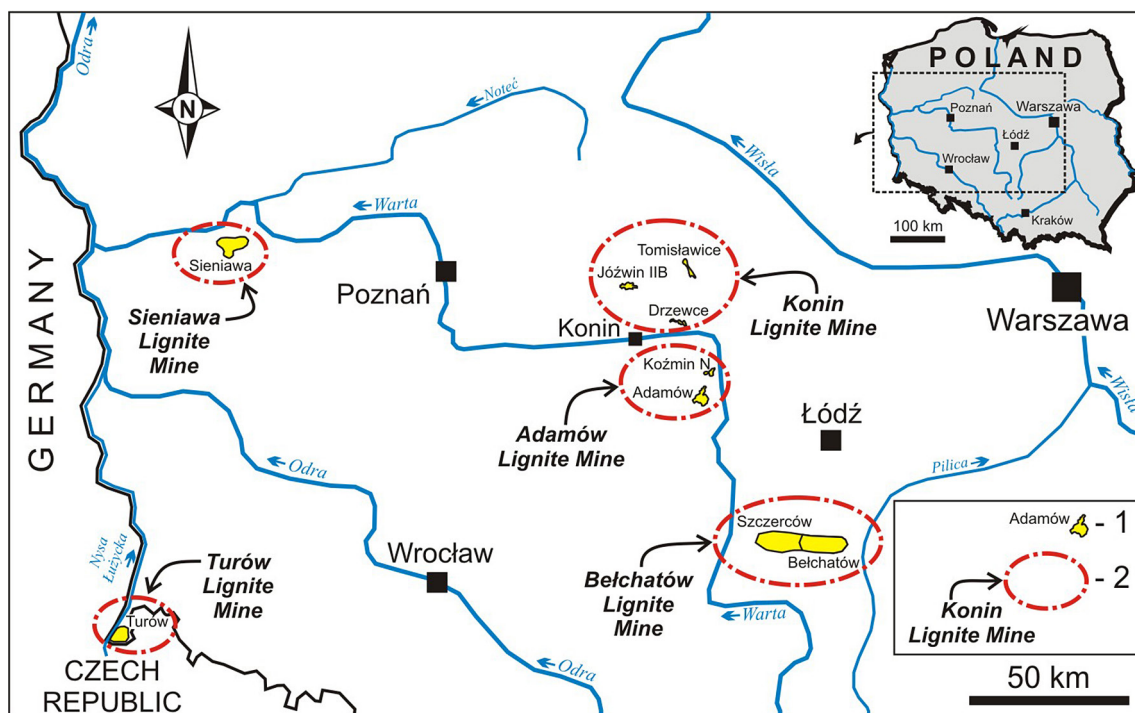 Odra
N
Noteć
Wisła
POLAND
Poznań
Warszawa
Łódź
Wrocław
Kraków
100 km
Warta
Sieniawa
Sieniawa
Lignite
Mine
GERMANY
Poznań
Tomisławice
Jóźwin IIB
Drzewce
Konin
Konin
Lignite Mine
Warszawa
Koźmin N
Adamów
Adamów
Lignite Mine
Łódź
Wisła
Pilica
Odra
Wrocław
Szczerców
Bełchatów
Bełchatów
Lignite
Mine
Warta
Nysa
Łużycka
Turów
Lignite
Mine
Turów
CZECH
REPUBLIC
Odra
Adamów
- 1
- 2
Konin
Lignite Mine
50 km